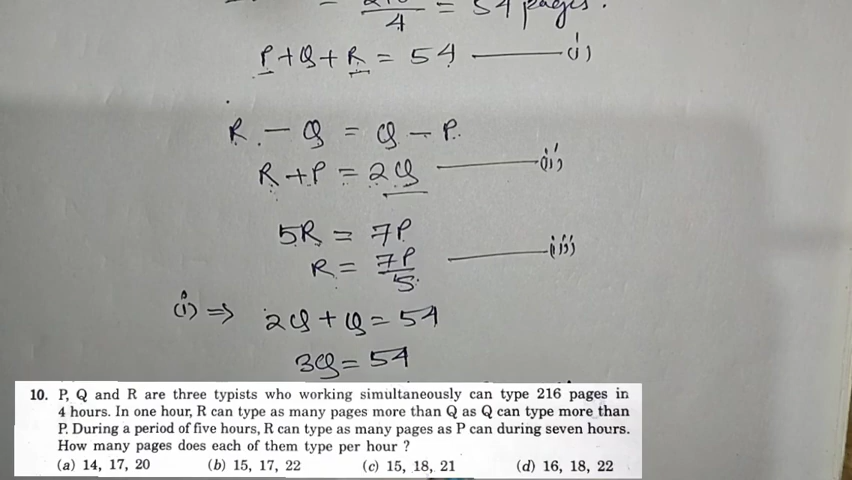 = 216/4 = 54 pages.
P + Q + R = 54 ——— (i)
R - Q = Q - P
R + P = 2Q ——— (ii)
5R = 7P
R = 7P/5 ——— (iii)
(i) ⇒ 2Q + Q = 54
3Q = 54
10. P, Q and R are three typists who working simultaneously can type 216 pages in
4 hours. In one hour, R can type as many pages more than Q as Q can type more than
P. During a period of five hours, R can type as many pages as P can during seven hours.
How many pages does each of them type per hour ?
(a) 14, 17, 20 (b) 15, 17, 22 (c) 15, 18, 21 (d) 16, 18, 22